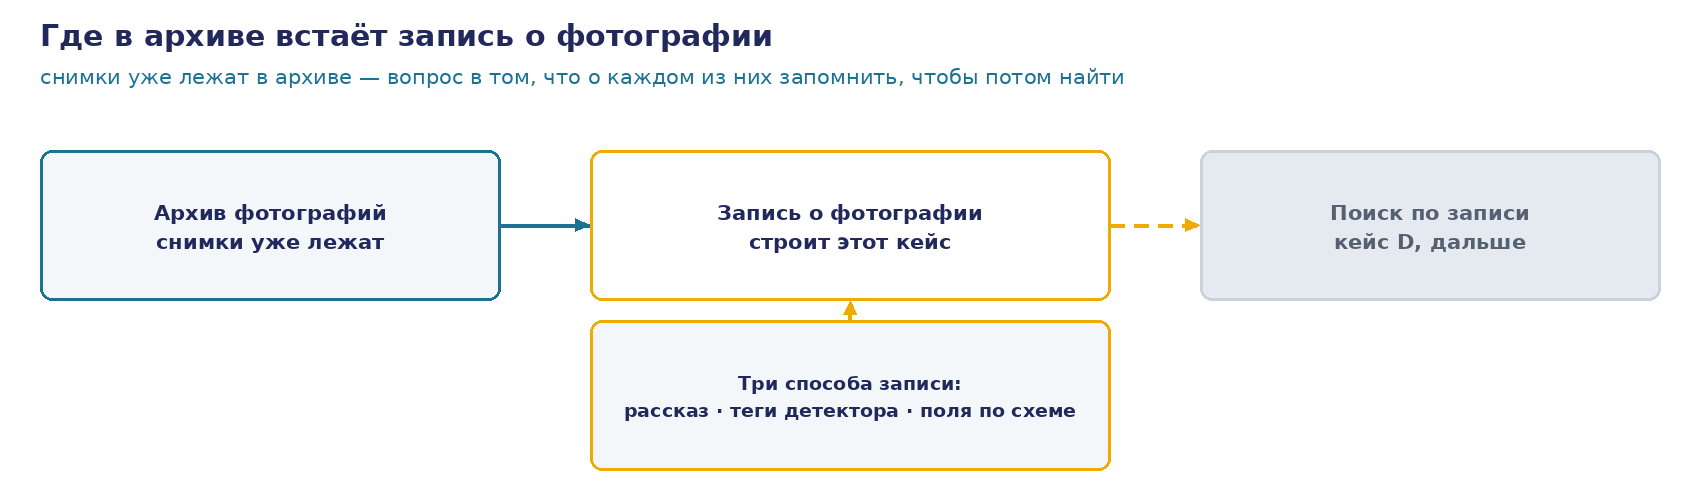 Где в архиве встаёт запись о фотографии
снимки уже лежат в архиве — вопрос в том, что о каждом из них запомнить, чтобы потом найти
Архив фотографий
снимки уже лежат
Запись о фотографии
строит этот кейс
Поиск по записи
кейс D, дальше
Три способа записи:
рассказ · теги детектора · поля по схеме